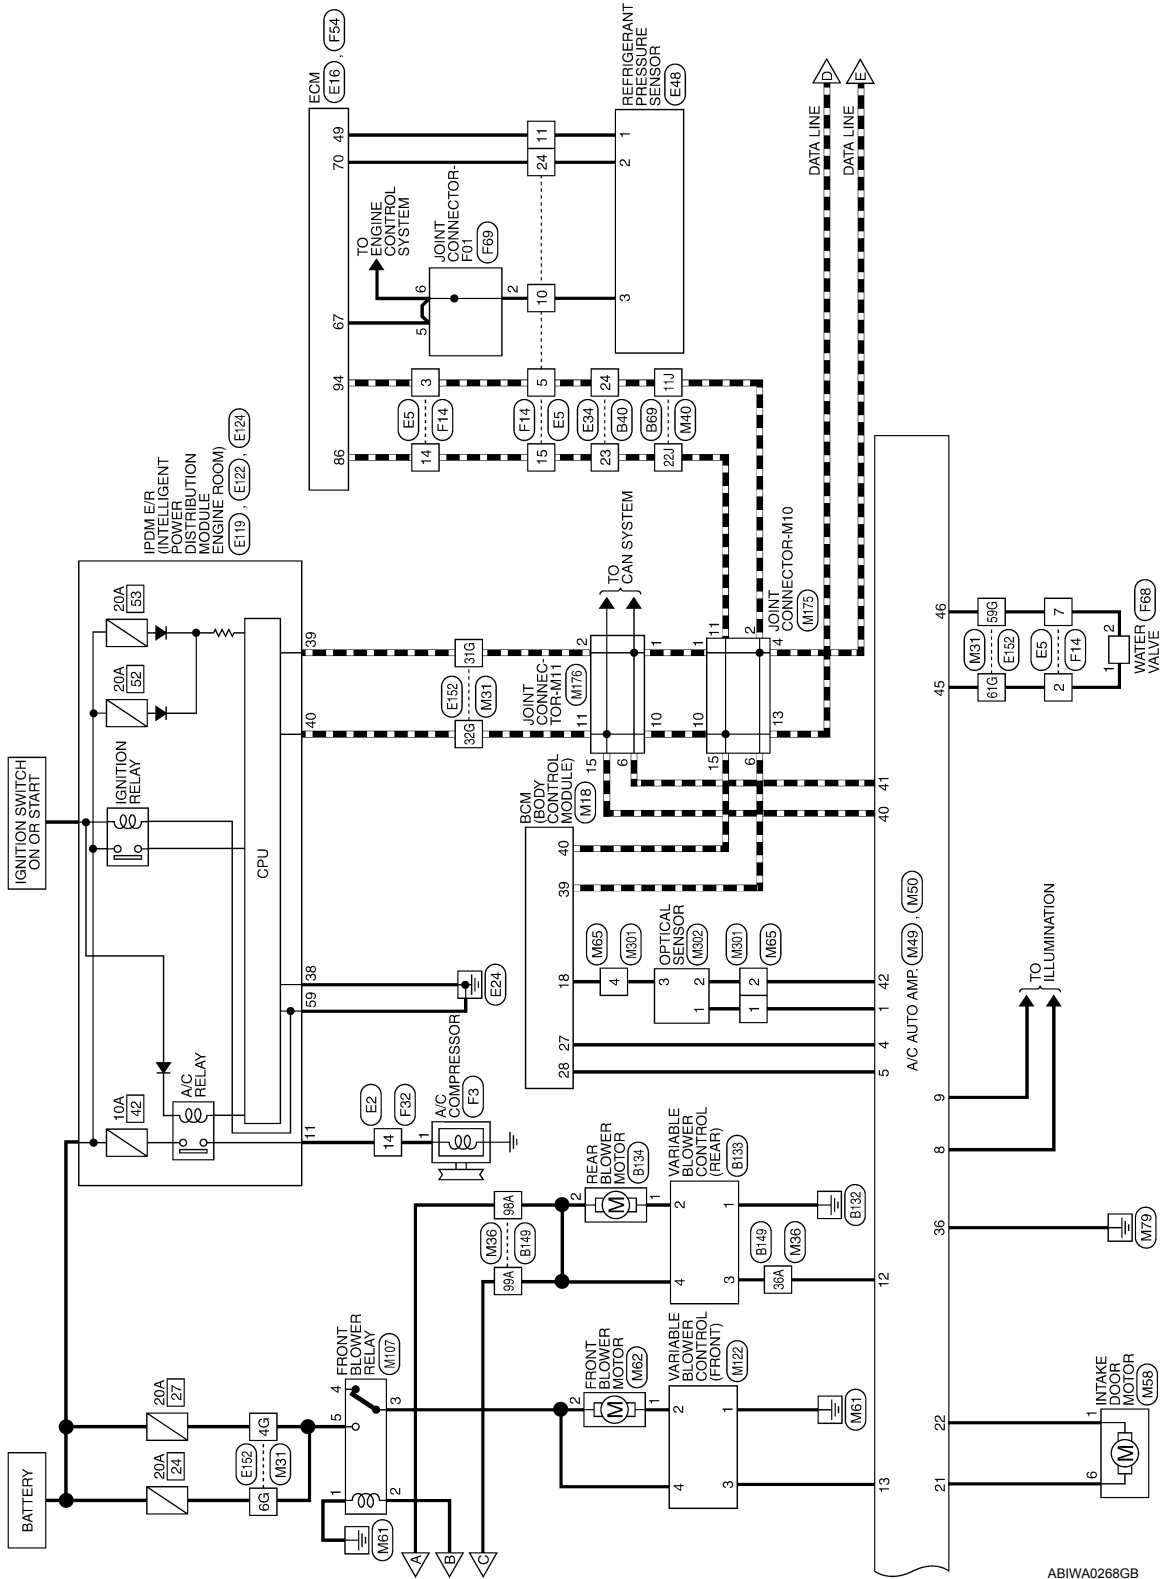 BATTERY
IGNITION SWITCH
ON OR START
20A
24
20A
27
6G
E152
M31
4G
FRONT
BLOWER
RELAY
M107
1
2
5
4
3
M61
A
B
C
IPDM E/R
(INTELLIGENT
POWER
DISTRIBUTION
MODULE
ENGINE ROOM)
E119 , E122 , E124
10A
42
A/C
RELAY
IGNITION
RELAY
20A
52
20A
53
CPU
11
59
38
40
39
E24
E2
14
F32
1
A/C
COMPRESSOR
F3
99A
M36
B149
98A
32G
E152
M31
31G
JOINT
CONNEC-
TOR-M11
M176
11
2
15
6
10
1
TO
CAN SYSTEM
10
1
11
2
15
6
13
4
JOINT
CONNECTOR-M10
M175
ECM
E16 , F54
86
94
67
70
49
14
E5
F14
3
5
6
2
JOINT
CONNECTOR-
F01
F69
TO
ENGINE
CONTROL
SYSTEM
15
F14
E5
5
10
24
11
23
E34
B40
24
22J
B69
M40
11J
3
2
1
REFRIGERANT
PRESSURE
SENSOR
E48
DATA LINE
D
DATA LINE
E
FRONT
BLOWER
MOTOR
M62
M
2
1
VARIABLE
BLOWER
CONTROL
(FRONT)
M122
4
2
3
1
M61
REAR
BLOWER
MOTOR
B134
M
2
1
VARIABLE
BLOWER
CONTROL
(REAR)
B133
4
2
3
1
B132
36A
B149
M36
BCM
(BODY
CONTROL
MODULE)
M18
28
27
18
39
40
M65
4
M301
OPTICAL
SENSOR
M302
3
1
2
M301
1
2
M65
13
12
5
4
1
42
40
41
A/C AUTO AMP. M49 , M50
21
22
36
8
9
45
46
TO
ILLUMINATION
6
1
M
INTAKE
DOOR
MOTOR
M58
M79
61G
M31
E152
59G
2
E5
F14
7
1
2
WATER
VALVE
F68
ABIWA0268GB